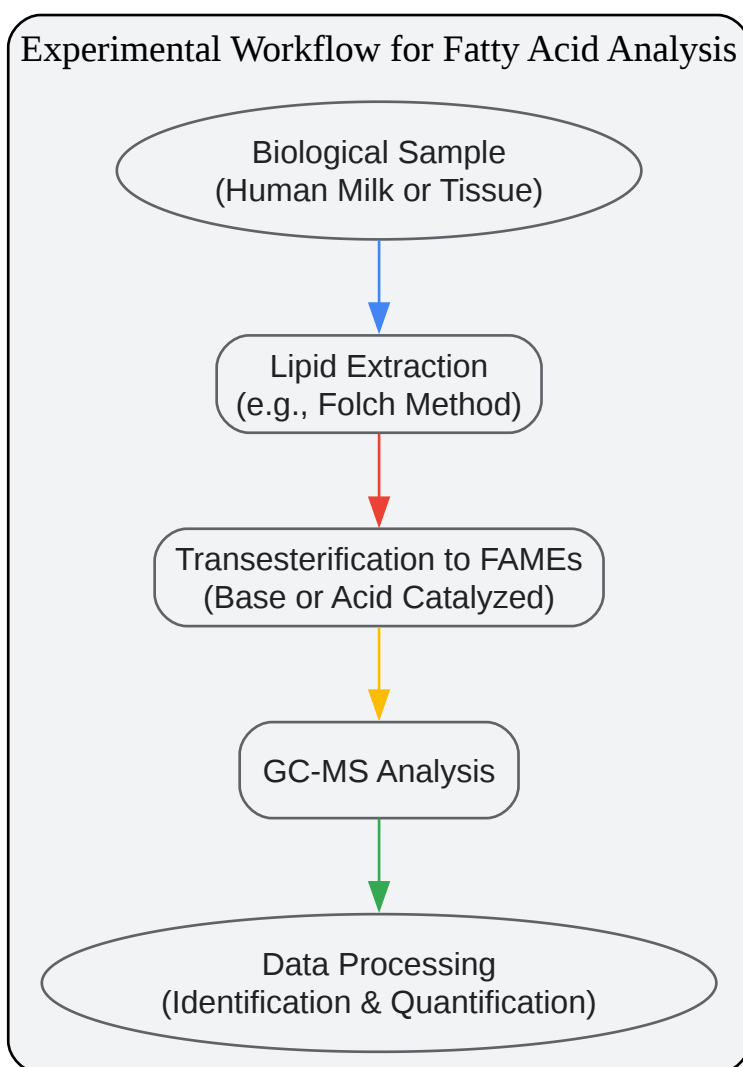 Experimental Workflow for Fatty Acid Analysis
Biological Sample
(Human Milk or Tissue)
Lipid Extraction
(e.g., Folch Method)
Transesterification to FAMEs
(Base or Acid Catalyzed)
GC-MS Analysis
Data Processing
(Identification & Quantification)